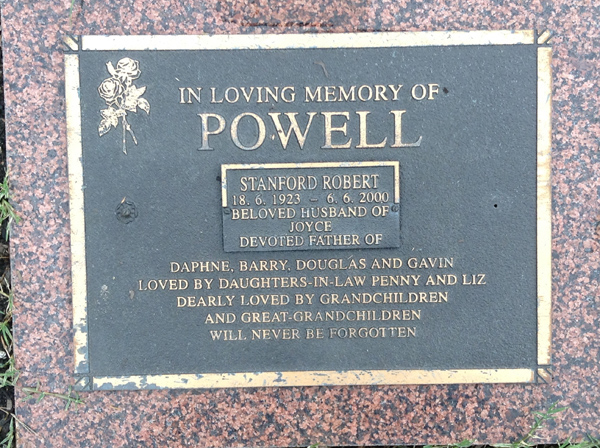 IN LOVING MEMORY OF
POWELL
STANFORD ROBERT
18. 6. 1923 – 6. 6. 2000
BELOVED HUSBAND OF
JOYCE
DEVOTED FATHER OF
DAPHNE, BARRY, DOUGLAS AND GAVIN
LOVED BY DAUGHTERS-IN-LAW PENNY AND LIZ
DEARLY LOVED BY GRANDCHILDREN
AND GREAT-GRANDCHILDREN
WILL NEVER BE FORGOTTEN